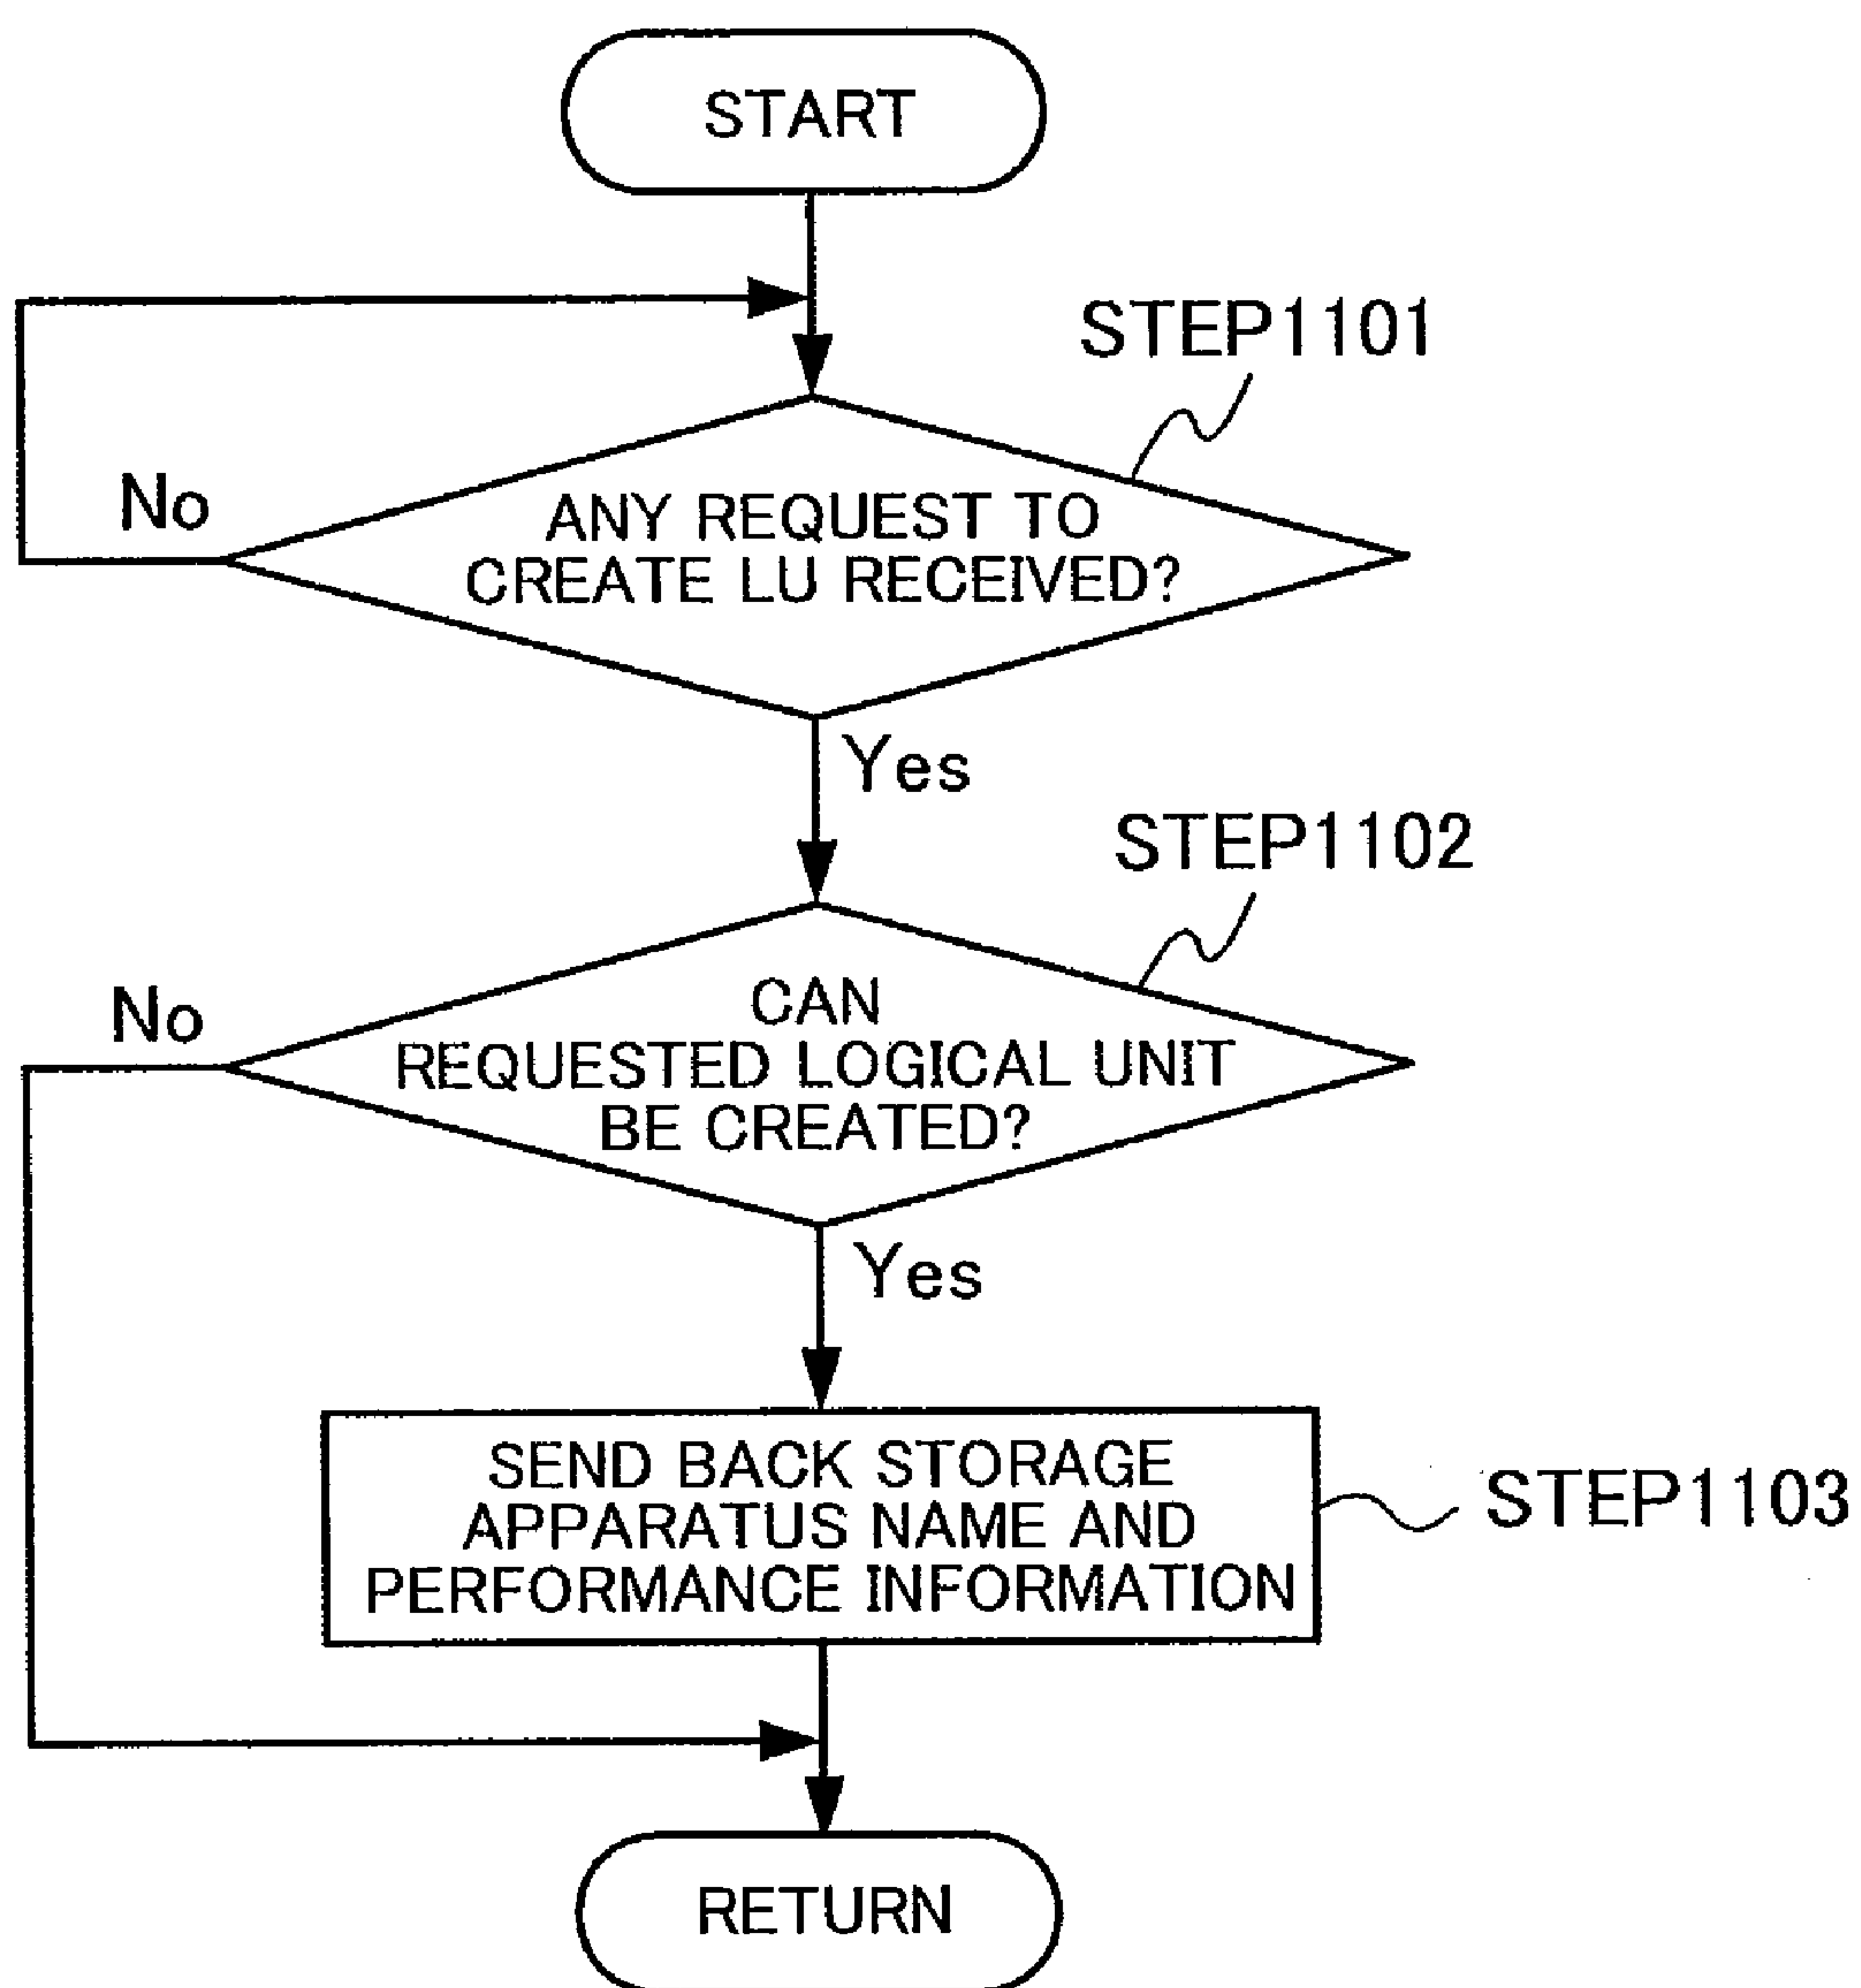 START
STEP1101
No
ANY REQUEST TO
CREATE LU RECEIVED?
Yes
STEP1102
No
CAN
REQUESTED LOGICAL UNIT
BE CREATED?
Yes
SEND BACK STORAGE
APPARATUS NAME AND
PERFORMANCE INFORMATION
STEP1103
RETURN